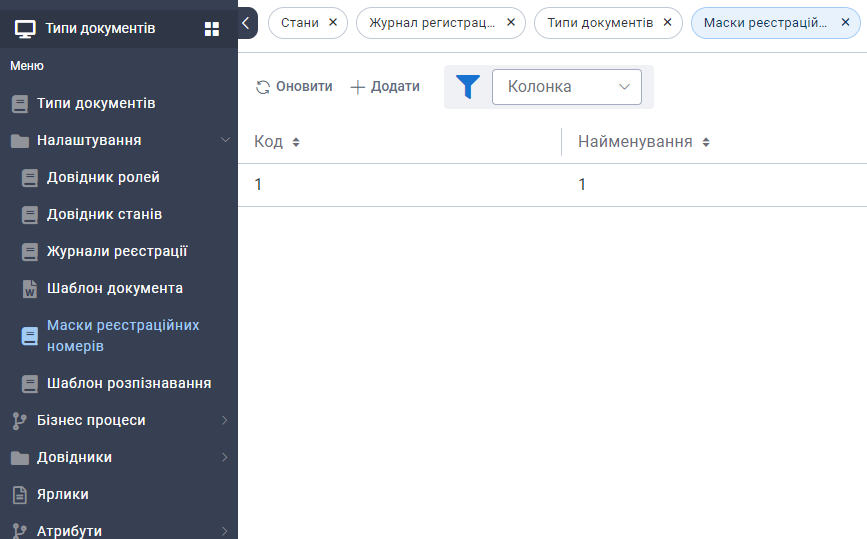 Типи документів
Меню
Типи документів
Налаштування
Довідник ролей
Довідник станів
Журнали реєстрації
Шаблон документа
Маски реєстраційних
номерів
Шаблон розпізнавання
Бізнес процеси
Довідники
Ярлики
Атрибути
Стани
Журнал регистрац...
Типи документів
Маски реєстрацій...
Оновити
Додати
Колонка
Код
Найменування
1
1